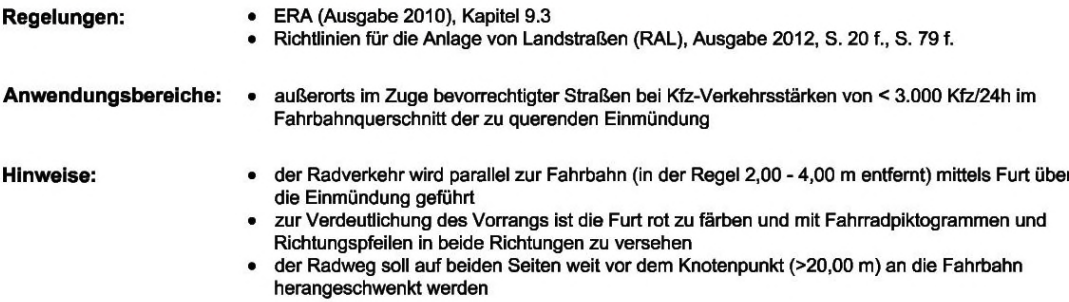 Regelungen: • ERA (Ausgabe 2010), Kapitel 9.3
• Richtlinien für die Anlage von Landstraßen (RAL), Ausgabe 2012, S. 20 f., S. 79 f.
Anwendungsbereiche: • außerorts im Zuge bevorrechtigter Straßen bei Kfz-Verkehrsstärken von < 3.000 Kfz/24h im
Fahrbahnquerschnitt der zu querenden Einmündung
Hinweise: • der Radverkehr wird parallel zur Fahrbahn (in der Regel 2,00 - 4,00 m entfernt) mittels Furt über
die Einmündung geführt
• zur Verdeutlichung des Vorrangs ist die Furt rot zu färben und mit Fahrradpiktogrammen und
Richtungspfeilen in beide Richtungen zu versehen
• der Radweg soll auf beiden Seiten weit vor dem Knotenpunkt (>20,00 m) an die Fahrbahn
herangeschwenkt werden